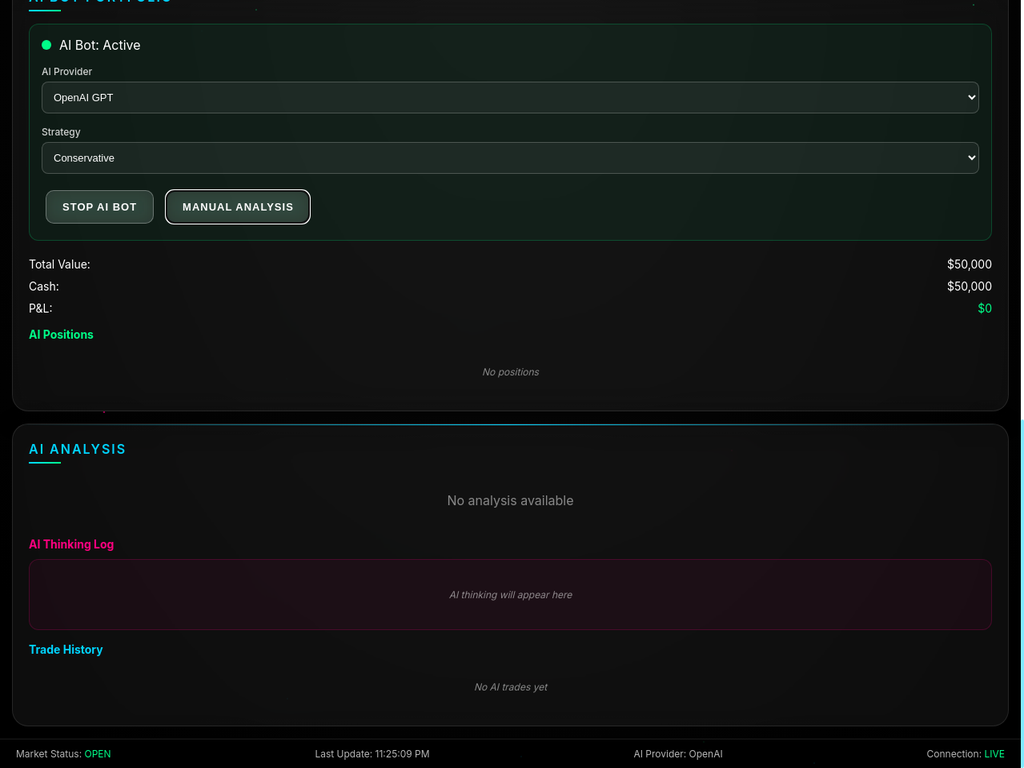 AI BOT PORTFOLIO
AI Bot: Active
AI Provider
OpenAI GPT
Strategy
Conservative
STOP AI BOT MANUAL ANALYSIS
Total Value: $50,000
Cash: $50,000
P&L: $0
AI Positions
No positions
AI ANALYSIS
No analysis available
AI Thinking Log
AI thinking will appear here
Trade History
No AI trades yet
Market Status: OPEN Last Update: 11:25:09 PM AI Provider: OpenAI Connection: LIVE